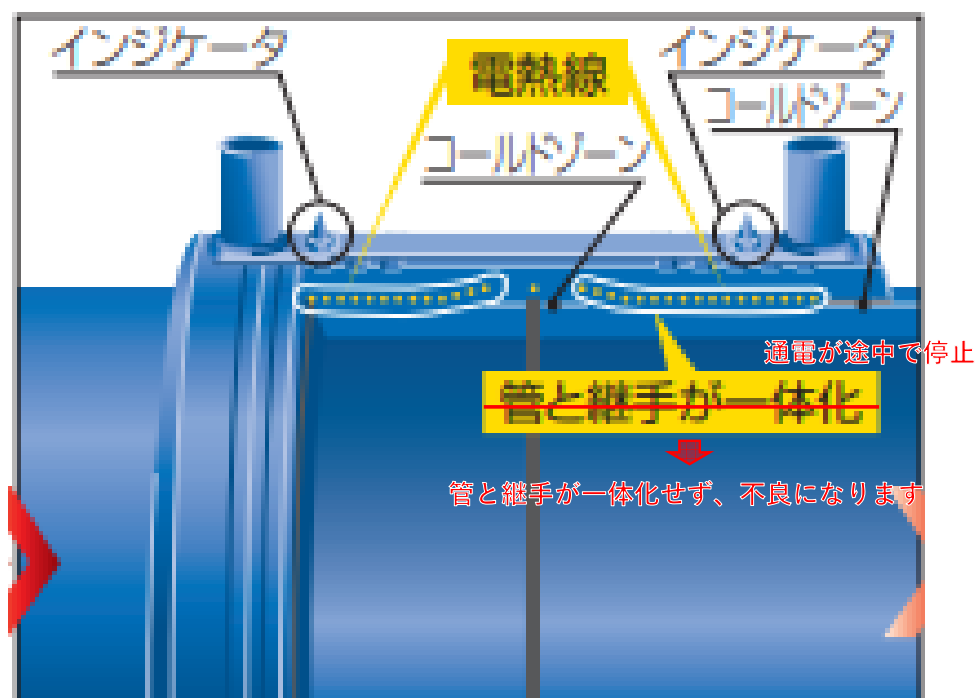 インジケータ
電熱線
インジケータ
コールドゾーン
コールドゾーン
通電が途中で停止
管と継手が一体化
管と継手が一体化せず、不良になります